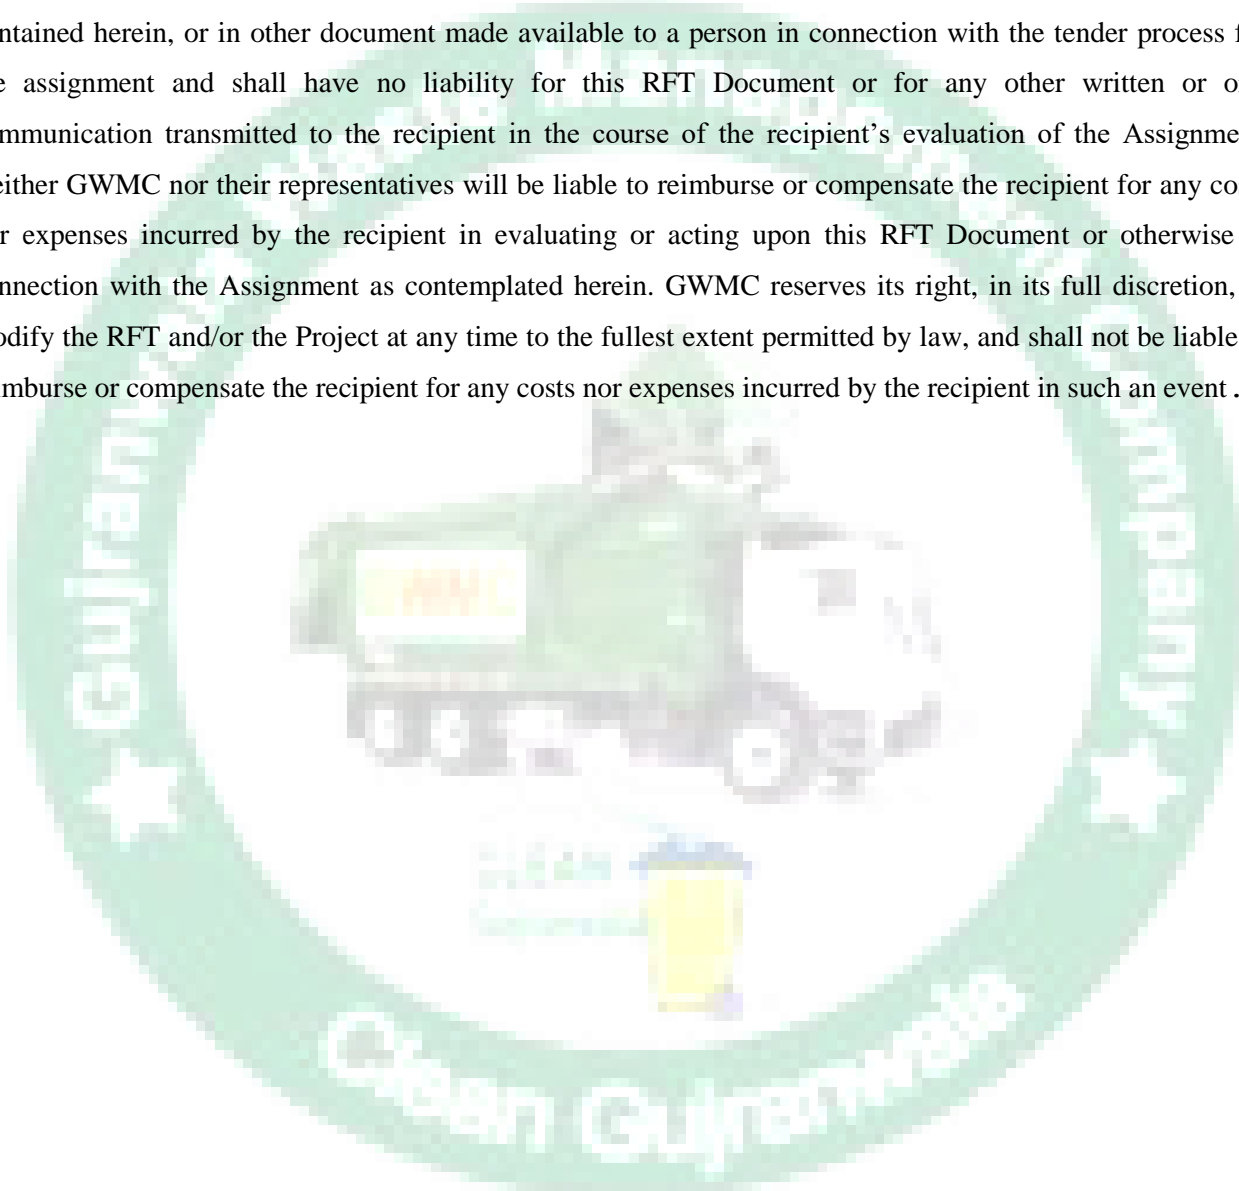 ntained herein, or in other document made available to a person in connection with the tender process f
e assignment and shall have no liability for this RFT Document or for any other written or o
mmunication transmitted to the recipient in the course of the recipient’s evaluation of the Assignme
either GWMC nor their representatives will be liable to reimburse or compensate the recipient for any co
r expenses incurred by the recipient in evaluating or acting upon this RFT Document or otherwise
nnection with the Assignment as contemplated herein. GWMC reserves its right, in its full discretion,
odify the RFT and/or the Project at any time to the fullest extent permitted by law, and shall not be liable
imburse or compensate the recipient for any costs nor expenses incurred by the recipient in such an event .
Gujranwala Waste Management Company
Clean Gujranwala